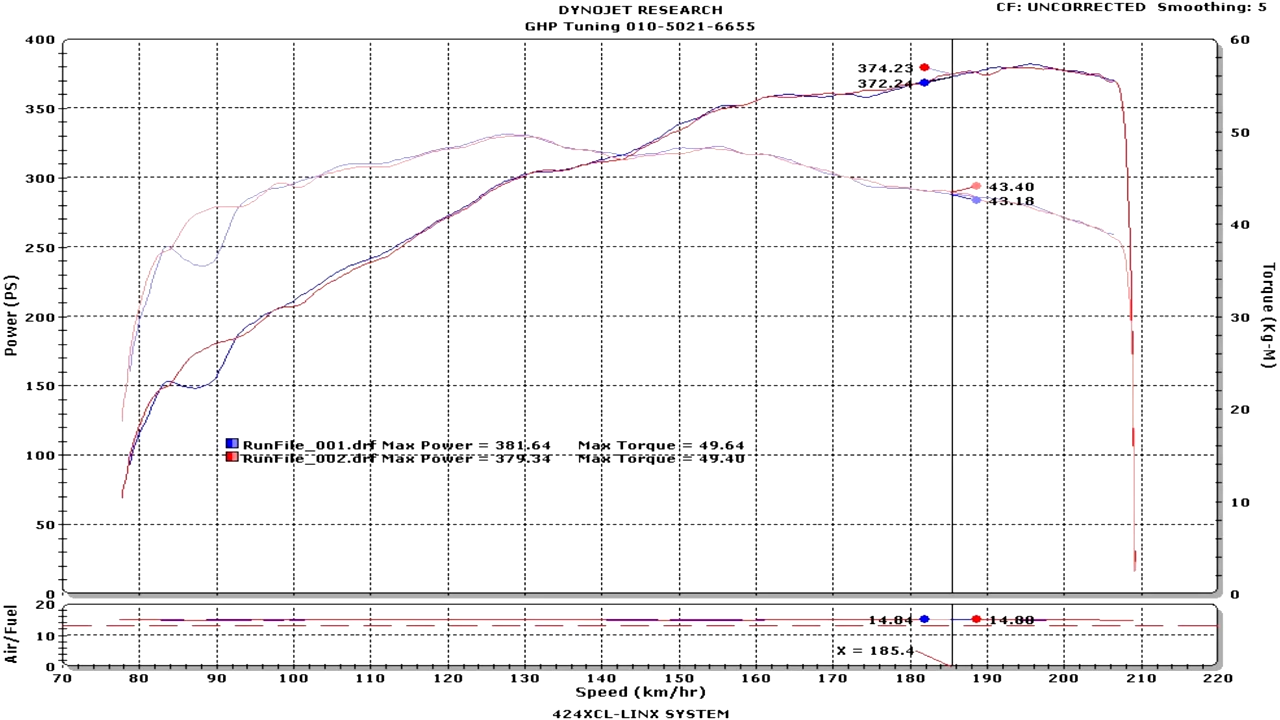 DYNOJET RESEARCH
CF: UNCORRECTED Smoothing: 5
GHP Tuning 010-5021-6655
400
350
300
250
200
150
100
50
0
Power (PS)
60
50
40
30
20
10
0
Torque (Kg-M)
374.23
372.24
43.40
43.18
RunFile_001.drf Max Power = 381.64 Max Torque = 49.64
RunFile_002.drf Max Power = 379.34 Max Torque = 49.40
20
10
0
Air/Fuel
X = 185.4
70 80 90 100 110 120 130 140 150 160 170 180 190 200 210 220
Speed (km/hr)
424XCL-LINX SYSTEM